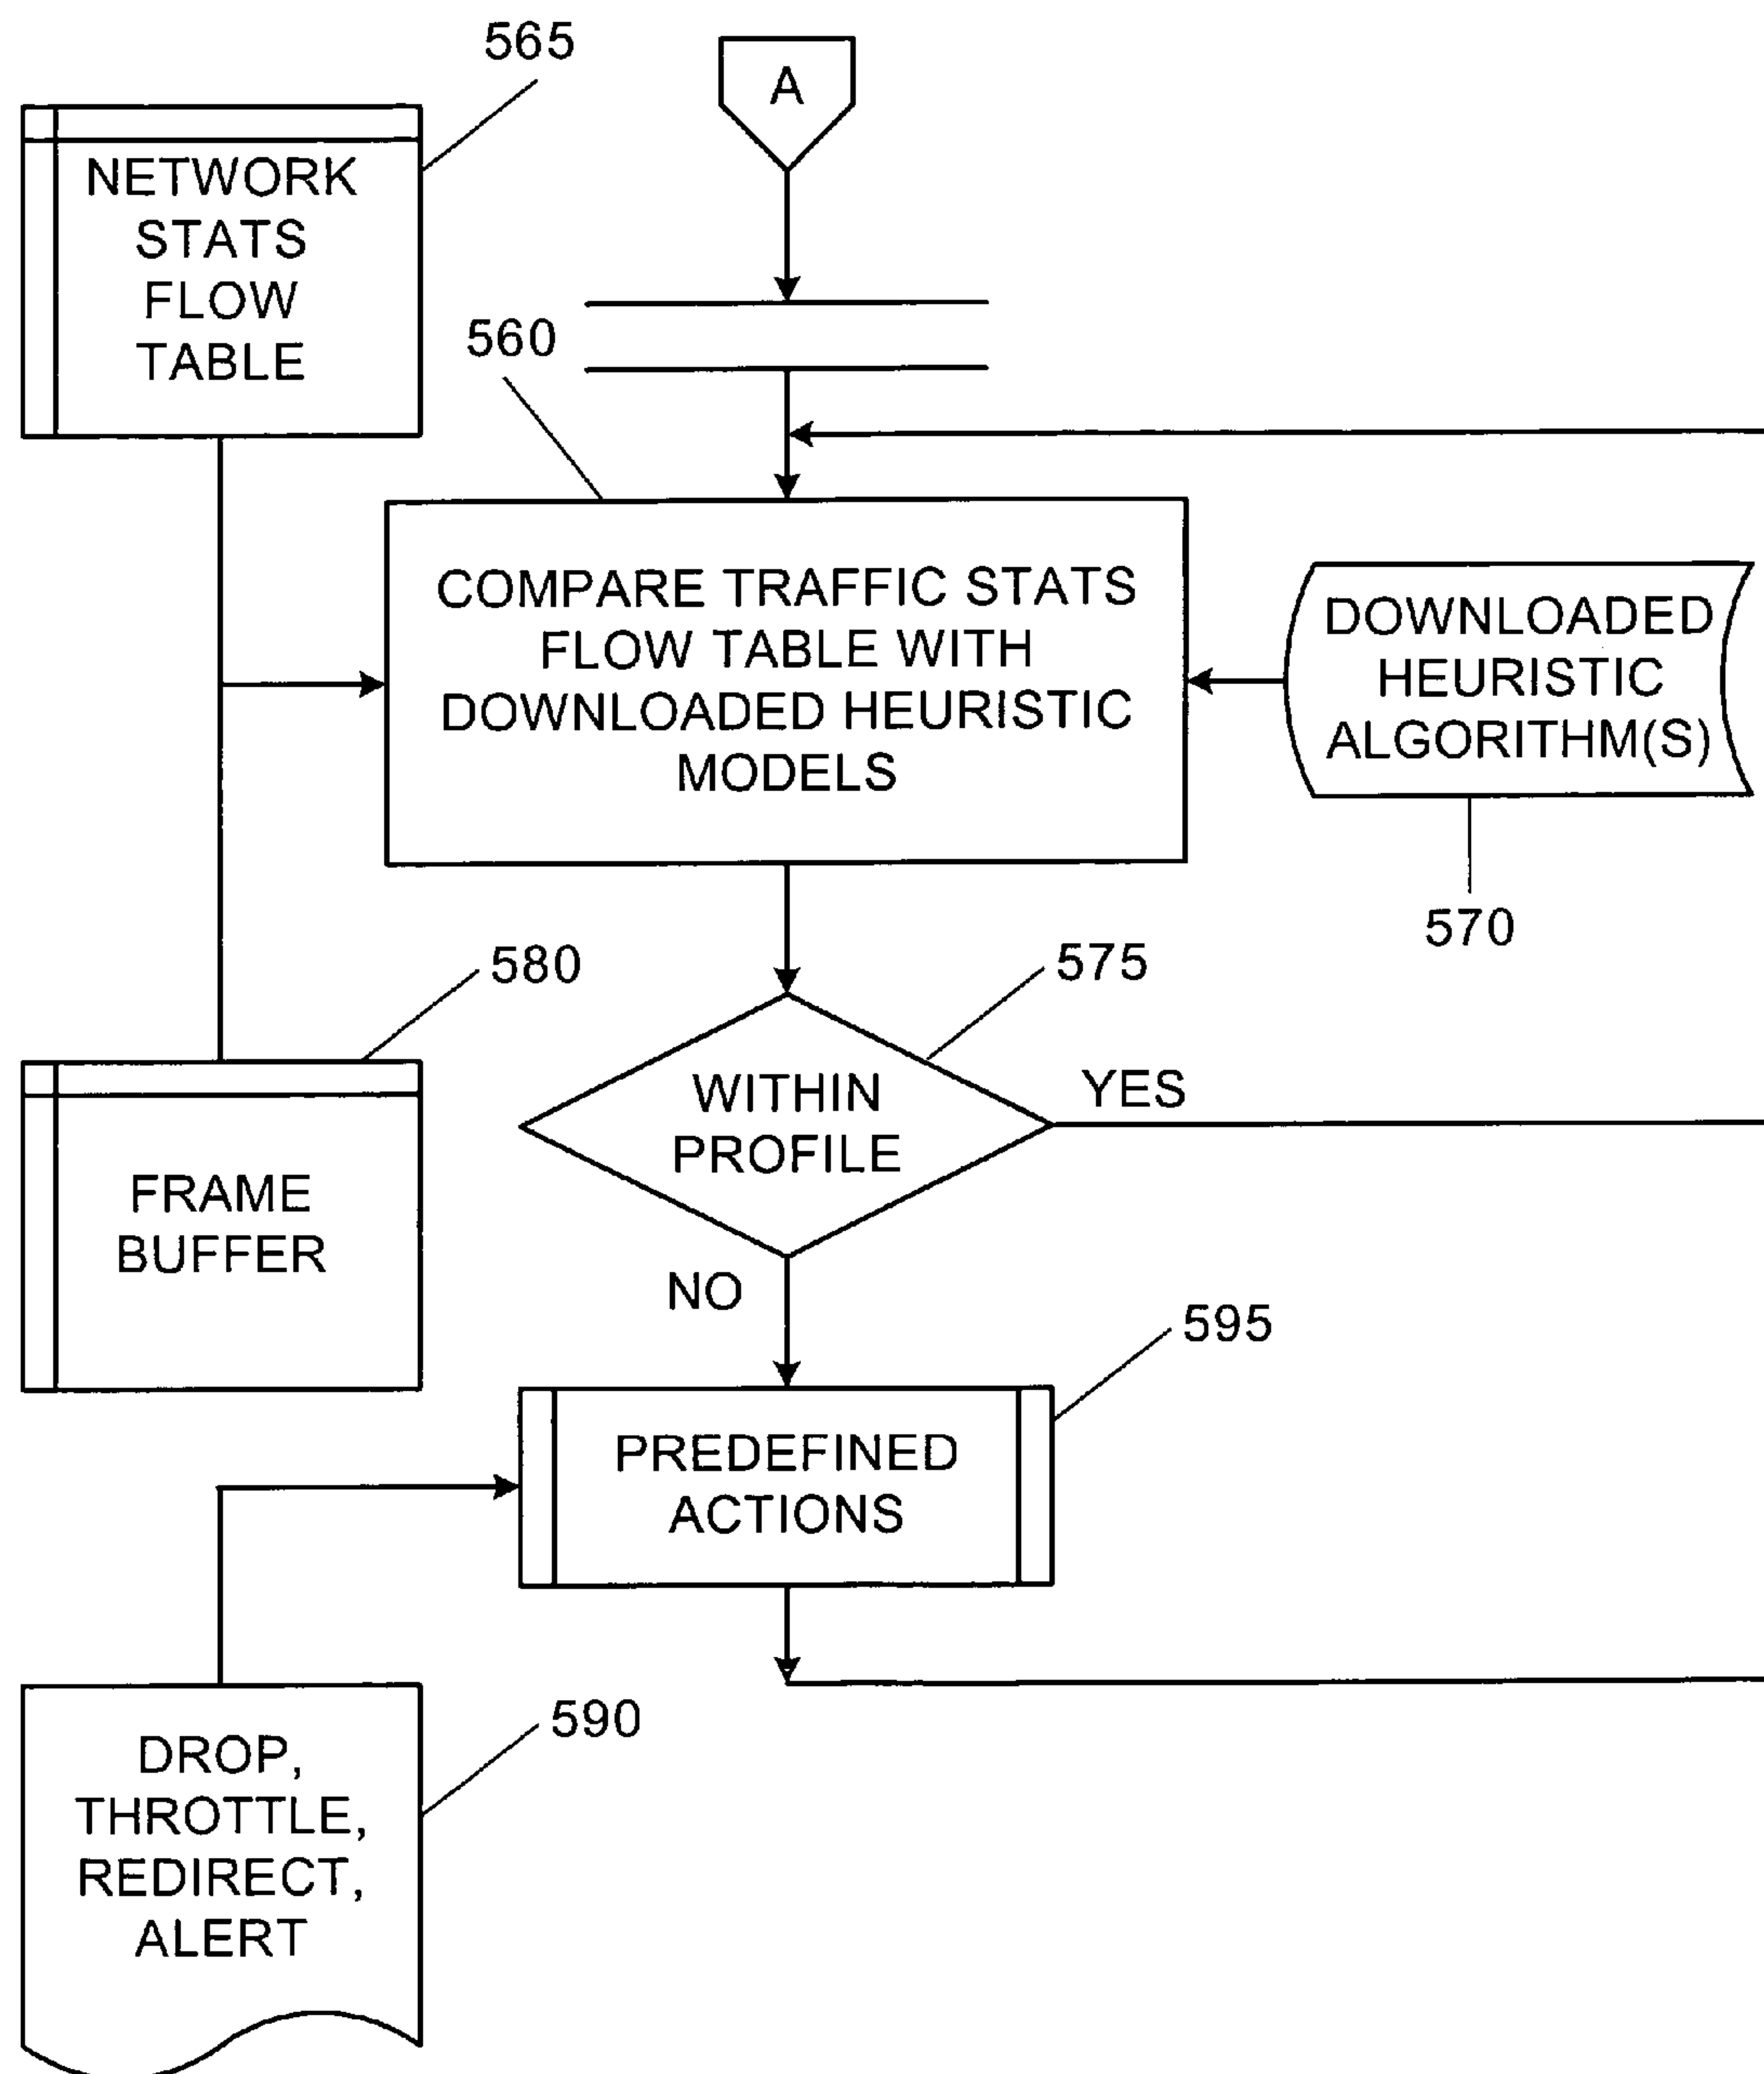 565
A
NETWORK
STATS
FLOW
TABLE
560
COMPARE TRAFFIC STATS
FLOW TABLE WITH
DOWNLOADED HEURISTIC
MODELS
DOWNLOADED
HEURISTIC
ALGORITHM(S)
570
580
575
WITHIN
PROFILE
YES
FRAME
BUFFER
NO
595
PREDEFINED
ACTIONS
590
DROP,
THROTTLE,
REDIRECT,
ALERT